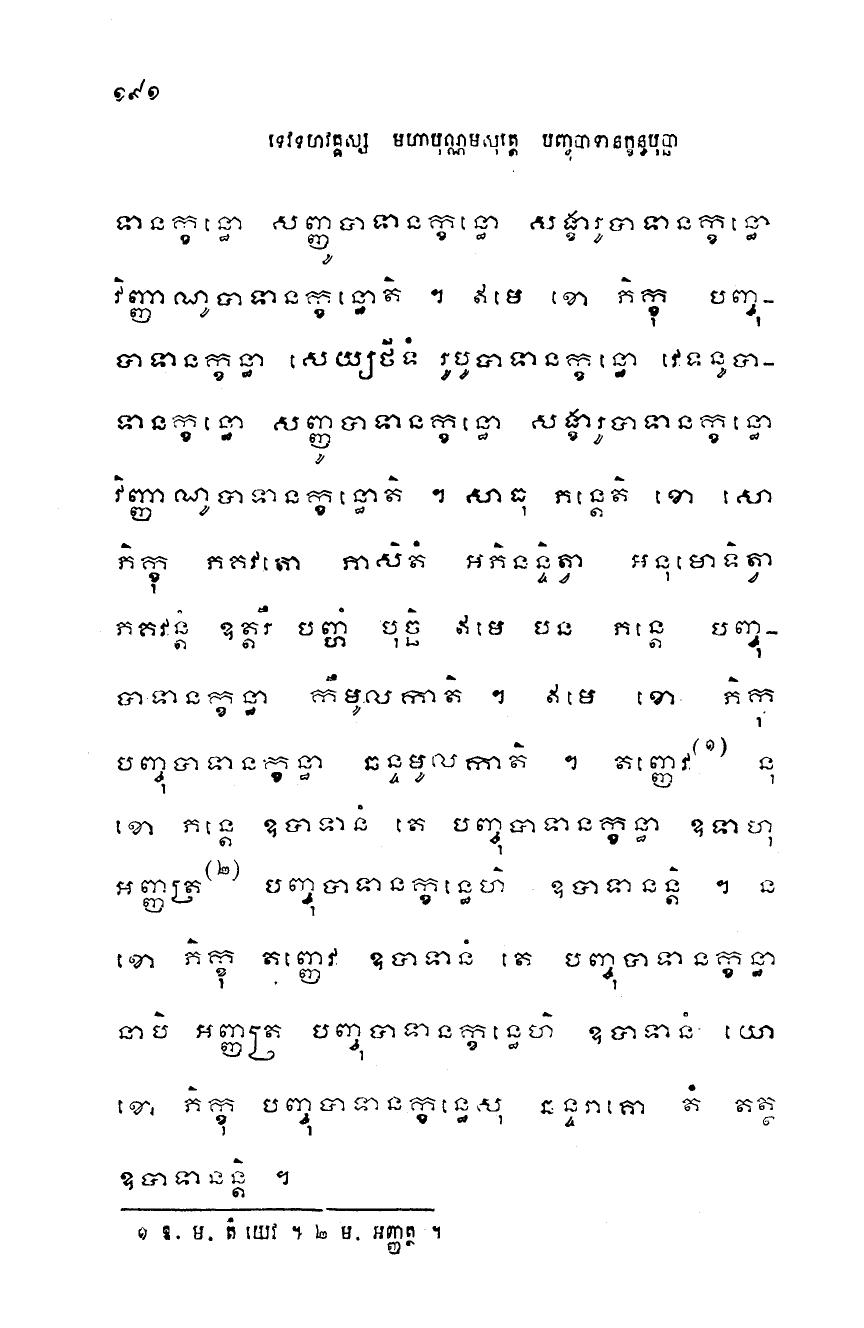 ១៩១
ទេវទហវគ្គស្ស មហាបុណ្ណមសុត្តេ បញ្ចុបាទានក្ខន្ធបុច្ឆា
ទានក្ខន្ធោ សញ្ញូបាទានក្ខន្ធោ សង្ខារូបាទានក្ខន្ធោ
វិញ្ញាណូបាទានក្ខន្ធោតិ ។ ឥមេ ខោ ភិក្ខុ បញ្ចុ-
បាទានក្ខន្ធា សេយ្យថីទំ រូបូបាទានក្ខន្ធោ វេទនូបា-
ទានក្ខន្ធោ សញ្ញូបាទានក្ខន្ធោ សង្ខារូបាទានក្ខន្ធោ
វិញ្ញាណូបាទានក្ខន្ធោតិ ។ សាធុ ភន្តេតិ ខោ សោ
ភិក្ខុ ភគវតោ ភាសិតំ អភិនន្ទិត្វា អនុមោទិត្វា
ភគវន្តំ ឧត្តរឹ បញ្ហំ បុច្ឆិ ឥមេ បន ភន្តេ បញ្ចុ-
បាទានក្ខន្ធា កឹមូលកាតិ ។ ឥមេ ខោ ភិក្ខុ
បញ្ចុបាទានក្ខន្ធា ឆន្ទមូលកាតិ ។ តញ្ញេវ(១) នុ
ខោ ភន្តេ ឧបាទានំ តេ បញ្ចុបាទានក្ខន្ធា ឧទាហុ
អញ្ញត្រ(២) បញ្ចុបាទានក្ខន្ធេហិ ឧបាទានន្តិ ។ ន
ខោ ភិក្ខុ តញ្ញេវ ឧបាទានំ តេ បញ្ចុបាទានក្ខន្ធា
នាបិ អញ្ញត្រ បញ្ចុបាទានក្ខន្ធេហិ ឧបាទានំ យោ
ខោ ភិក្ខុ បញ្ចុបាទានក្ខន្ធេសុ ឆន្ទរាគោ តំ តត្ថ
ឧបាទានន្តិ ។
១ ឱ. ម. តំ យេវ ។ ២ ម. អញ្ញត្ថ ។